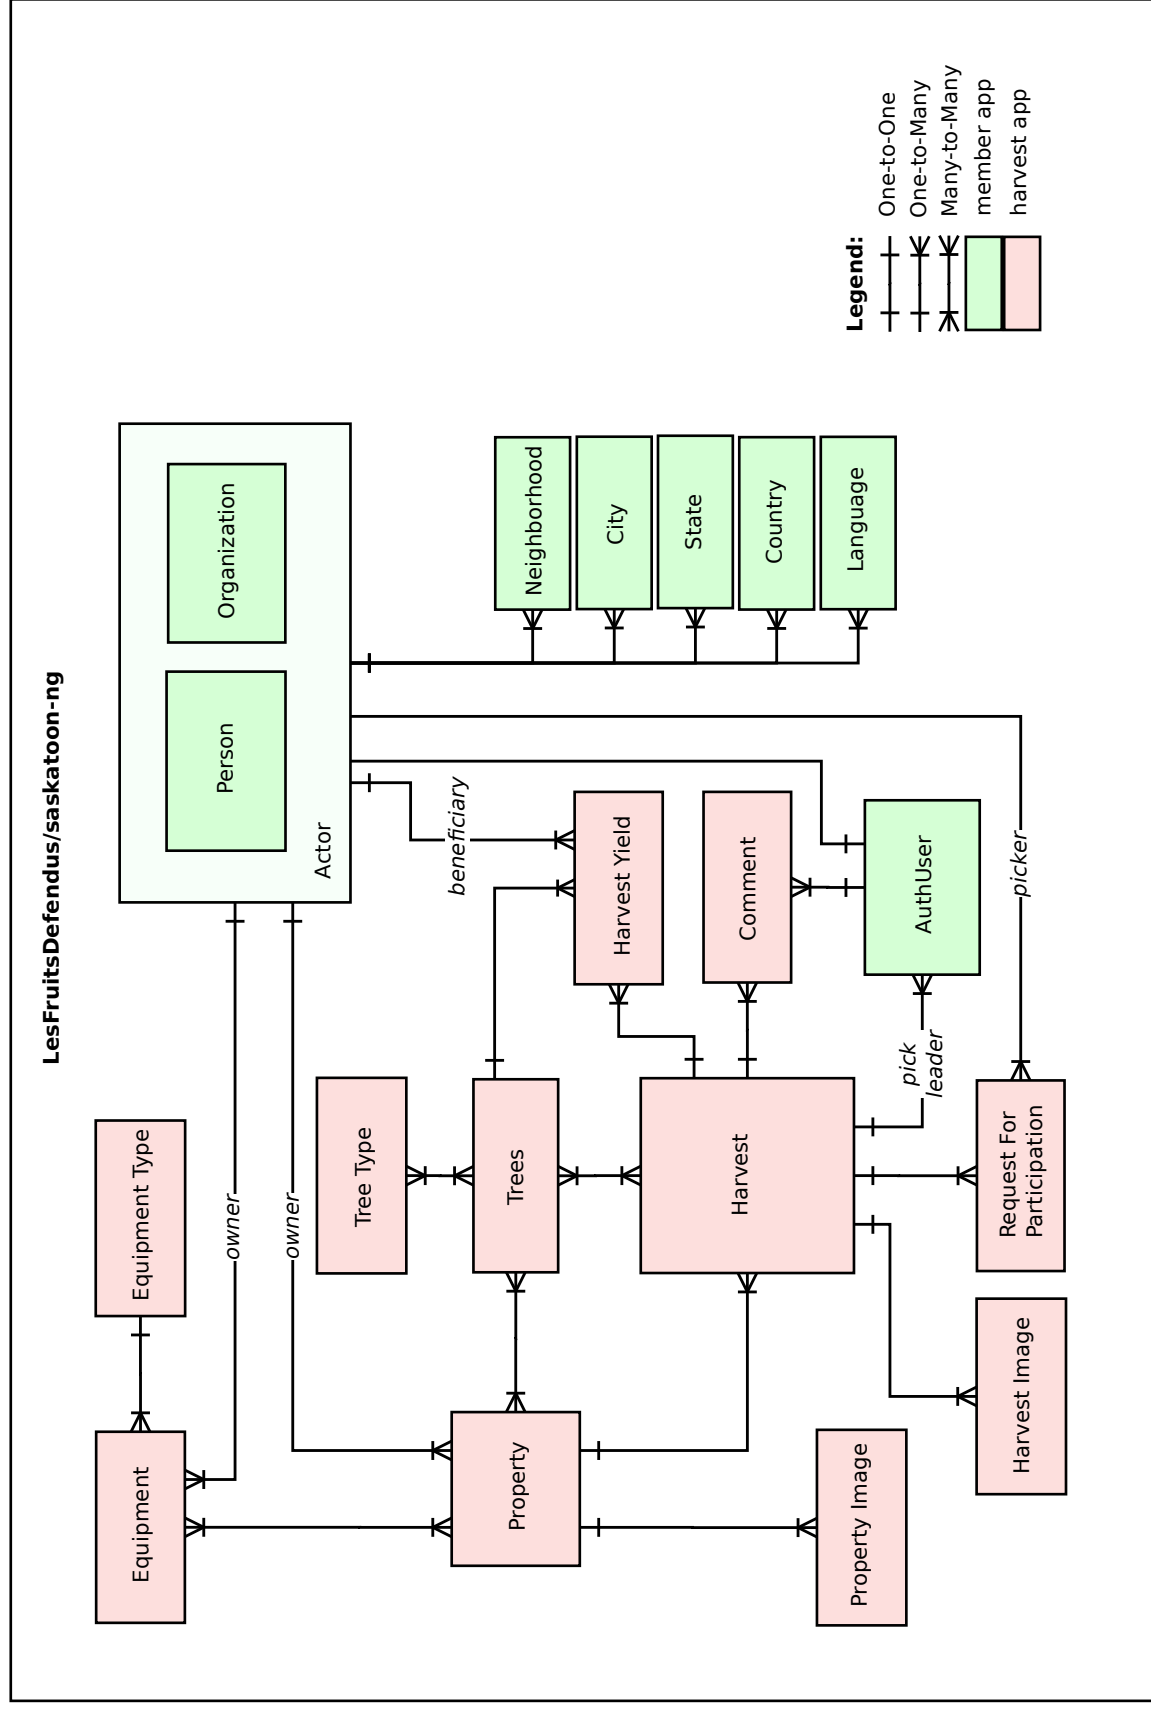 LesFruitsDefendus/saskatoon-ng
Equipment
Equipment Type
owner
owner
Actor
Person
Organization
Tree Type
Property
Trees
beneficiary
Harvest Yield
Neighborhood
City
State
Country
Language
Harvest
Comment
Property Image
pick
leader
AuthUser
Harvest Image
Request For
Participation
picker
Legend:
One-to-One
One-to-Many
Many-to-Many
member app
harvest app